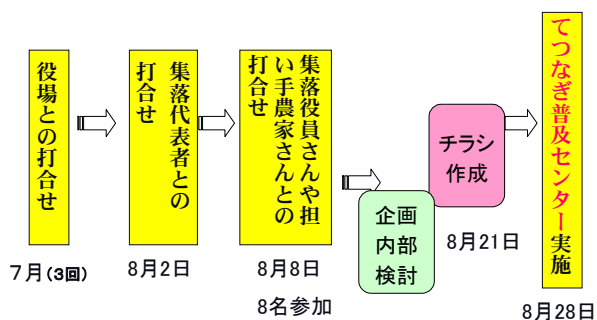 役場との打合せ
７月(３回)
集落代表者との
打合せ
8月2日
集落役員さんや担
い手農家さんとの
打合せ
8月8日
8名参加
企画
内部
検討
チラシ
作成
8月21日
てつなぎ普及センター実施
8月28日